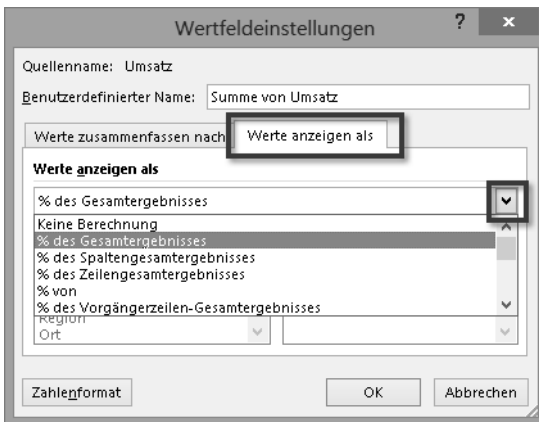 Wertfeldeinstellungen ? x
Quellenname: Umsatz
Benutzerdefinierter Name: Summe von Umsatz
Werte zusammenfassen nach Werte anzeigen als
Werte anzeigen als
% des Gesamtergebnisses
Keine Berechnung
% des Gesamtergebnisses
% des Spaltengesamtergebnisses
% des Zeilengesamtergebnisses
% von
% des Vorgängerzeilen-Gesamtergebnisses
Region
Ort
Zahlenformat OK Abbrechen